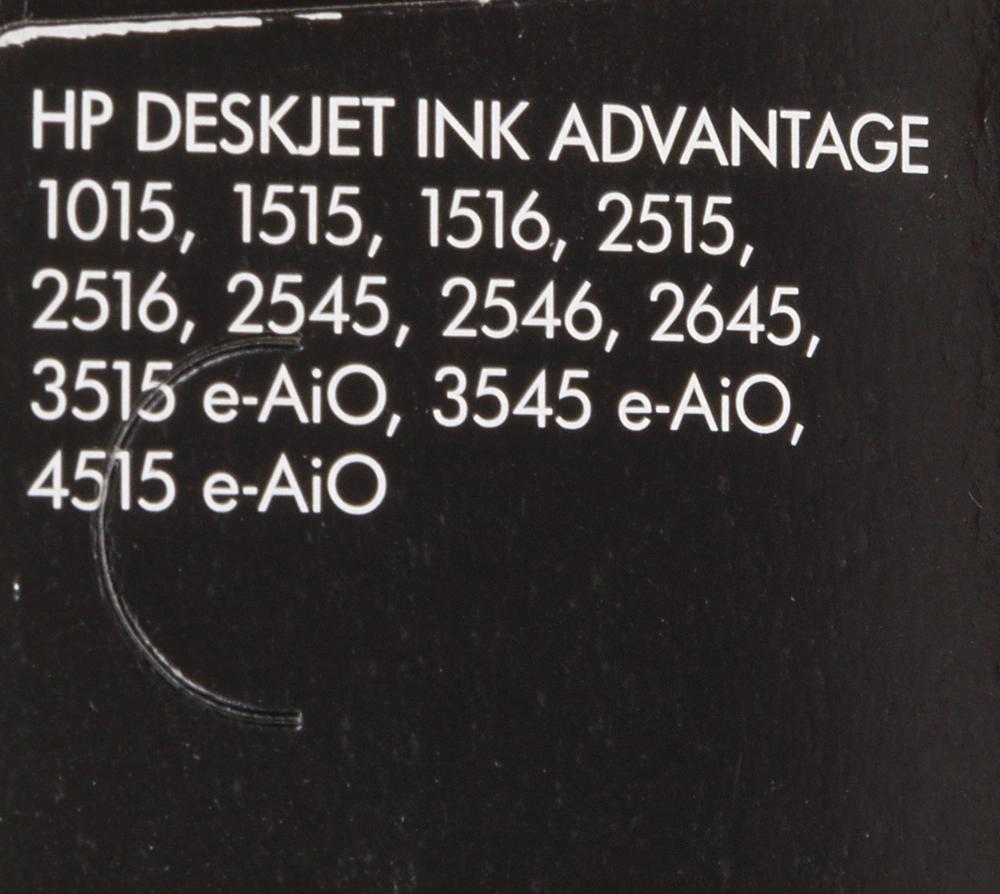 HP DESKJET INK ADVANTAGE
1015, 1515, 1516, 2515,
2516, 2545, 2546, 2645,
3515 e-AiO, 3545 e-AiO,
4515 e-AiO